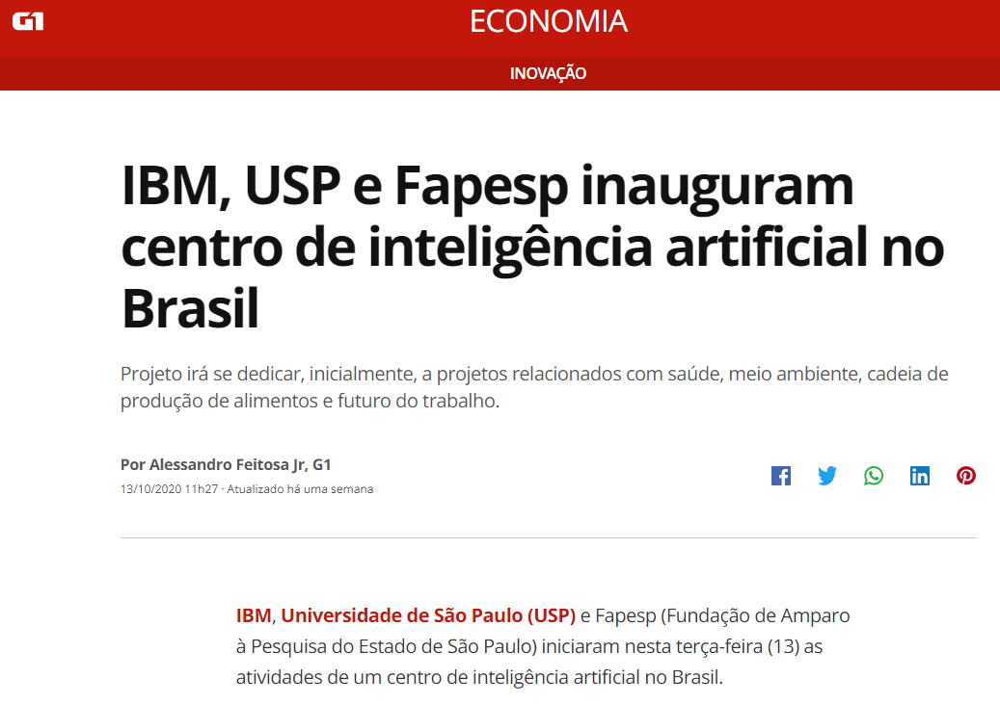 G1
ECONOMIA
INOVAÇÃO
IBM, USP e Fapesp inauguram
centro de inteligência artificial no
Brasil
Projeto irá se dedicar, inicialmente, a projetos relacionados com saúde, meio ambiente, cadeia de
produção de alimentos e futuro do trabalho.
Por Alessandro Feitosa Jr, G1
13/10/2020 11h27 · Atualizado há uma semana
IBM, Universidade de São Paulo (USP) e Fapesp (Fundação de Amparo
à Pesquisa do Estado de São Paulo) iniciaram nesta terça-feira (13) as
atividades de um centro de inteligência artificial no Brasil.